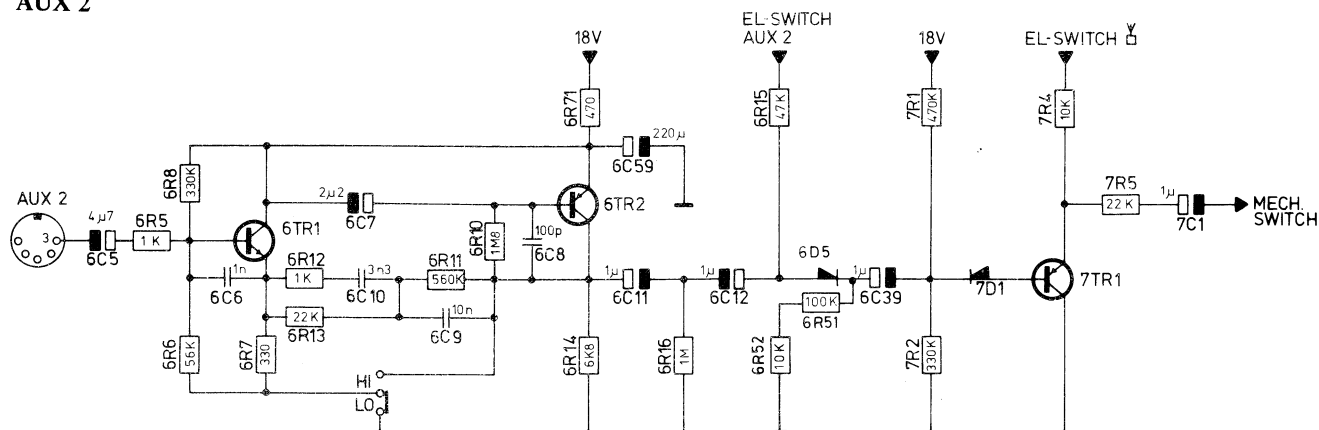 AUX 2
EL-SWITCH
AUX 2
18V
18V
EL-SWITCH
6R71
470
6R15
47K
7R1
470K
7R4
10K
220μ
6C59
6R8
330K
AUX 2
3
4μ7
6C5
6R5
1K
6TR1
2μ2
6C7
6R10
1M8
100p
6C8
6TR2
7R5
22K
1μ
7C1
MECH.
SWITCH
1n
6C6
6R12
1K
3n3
6C10
6R11
560K
6R13
22K
10n
6C9
1μ
6C11
1μ
6C12
6D5
100K
6R51
1μ
6C39
7D1
7TR1
6R6
56K
6R7
330
HI
LO
6R14
6K8
6R16
1M
6R52
10K
7R2
330K